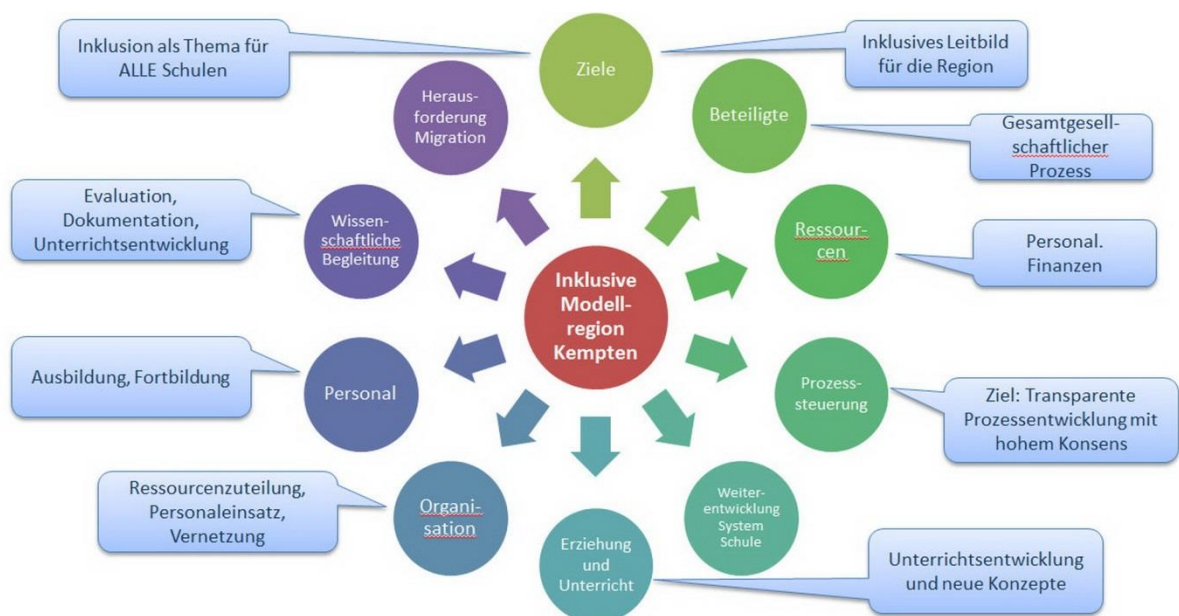 Inklusion als Thema für
ALLE Schulen
Ziele
Inklusives Leitbild
für die Region
Heraus-
forderung
Migration
Beteiligte
Gesamtgesell-
schaftlicher
Prozess
Evaluation,
Dokumentation,
Unterrichtsentwicklung
Wissen-
schaftliche
Begleitung
Ressour-
cen
Personal.
Finanzen
Inklusive
Modell-
region
Kempten
Ausbildung, Fortbildung
Personal
Prozess-
steuerung
Ziel: Transparente
Prozessentwicklung mit
hohem Konsens
Ressourcenzuteilung,
Personaleinsatz,
Vernetzung
Organi-
sation
Weiter-
entwicklung
System
Schule
Erziehung
und
Unterricht
Unterrichtsentwicklung
und neue Konzepte